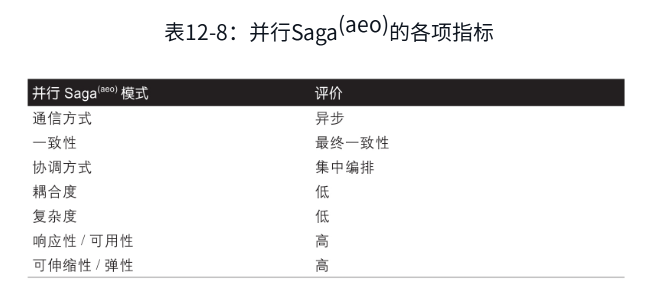 表12-8：并行Saga(aeo)的各项指标
并行 Saga(aeo) 模式 评价
通信方式 异步
一致性 最终一致性
协调方式 集中编排
耦合度 低
复杂度 低
响应性 / 可用性 高
可伸缩性 / 弹性 高